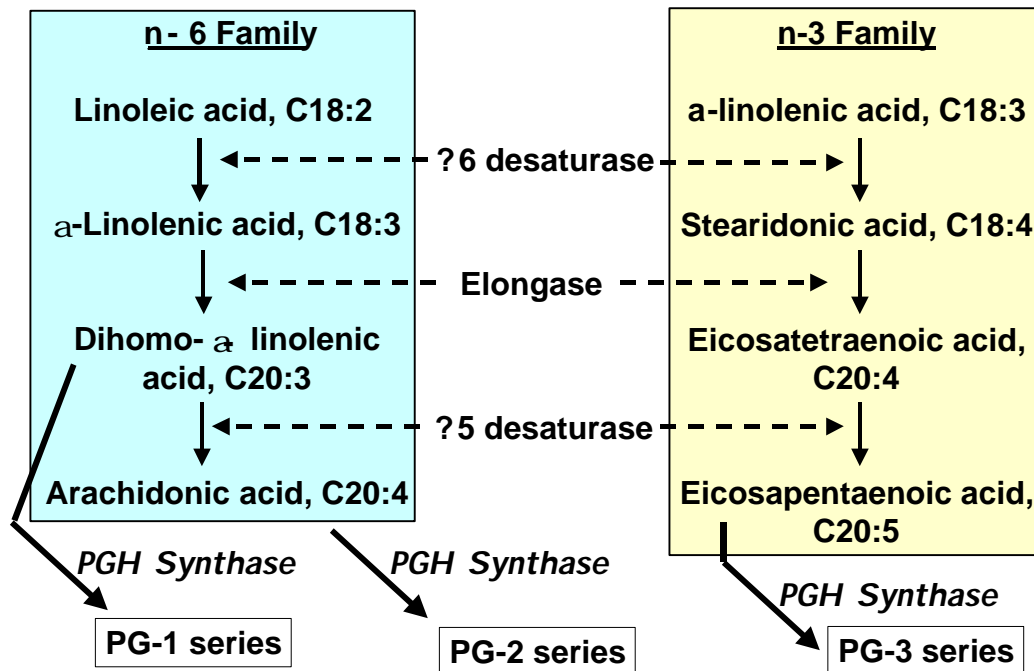 n- 6 Family
Linoleic acid, C18:2
a-Linolenic acid, C18:3
Dihomo- a- linolenic
acid, C20:3
Arachidonic acid, C20:4
?6 desaturase
Elongase
?5 desaturase
n-3 Family
a-linolenic acid, C18:3
Stearidonic acid, C18:4
Eicosatetraenoic acid,
C20:4
Eicosapentaenoic acid,
C20:5
PGH Synthase
PG-1 series
PGH Synthase
PG-2 series
PGH Synthase
PG-3 series